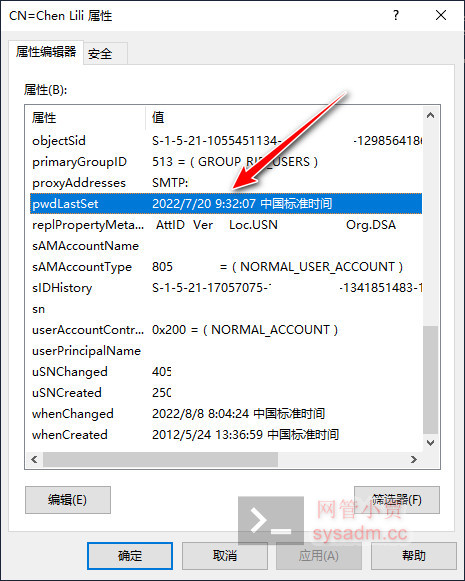 CN=Chen Lili 属性
?
属性编辑器 安全
属性(B):
属性 值
objectSid S-1-5-21-1055451134- -1298564186
primaryGroupID 513 = ( GROUP_RID_USERS )
proxyAddresses SMTP:
pwdLastSet 2022/7/20 9:32:07 中国标准时间
replPropertyMeta... AttID Ver Loc.USN Org.DSA
sAMAccountName
sAMAccountType 805 = ( NORMAL_USER_ACCOUNT )
sIDHistory S-1-5-21-17057075- -1341851483-1
sn
userAccountContr... 0x200 = ( NORMAL_ACCOUNT )
userPrincipalName
uSNChanged 405
uSNCreated 250
whenChanged 2022/8/8 8:04:24 中国标准时间
whenCreated 2012/5/24 13:36:59 中国标准时间
编辑(E) 筛选器(F)
网管小贾
sysadm.cc
确定 取消 应用(A) 帮助